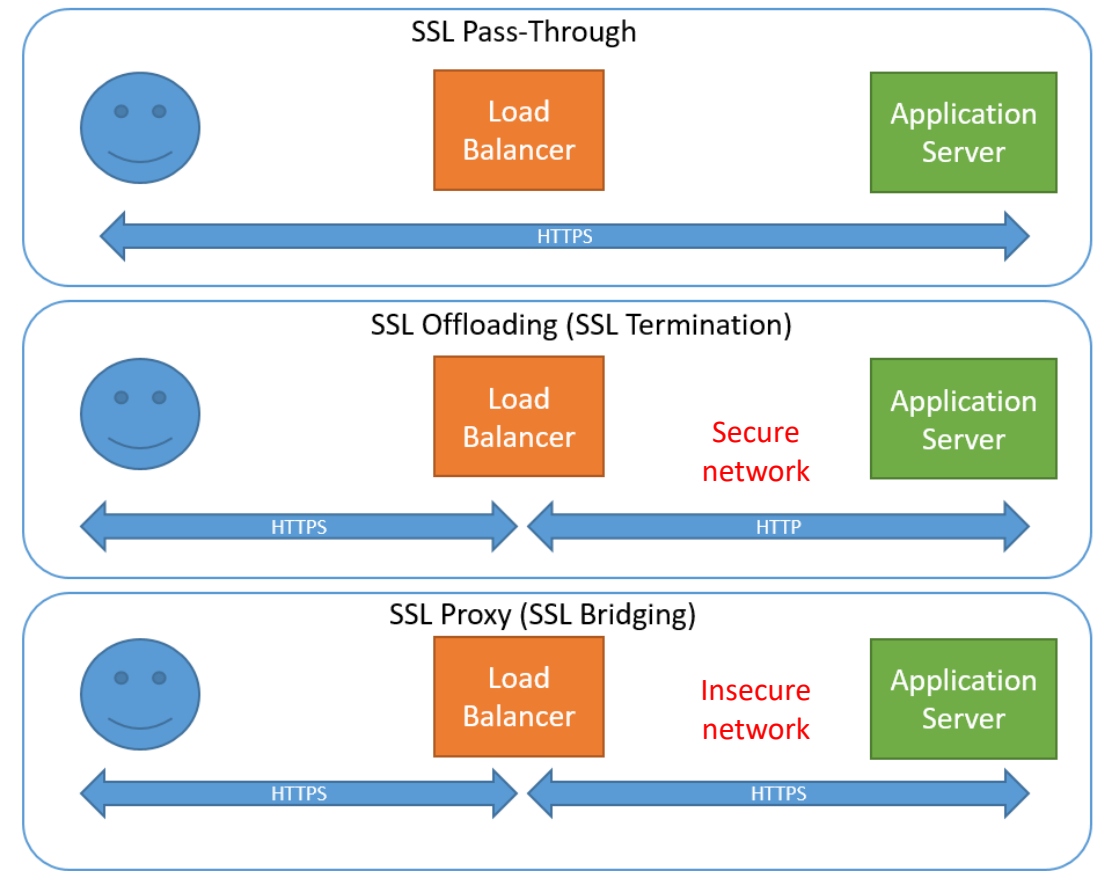 SSL Pass-Through
Load
Balancer
Application
Server
HTTPS
SSL Offloading (SSL Termination)
Load
Balancer
Secure
network
Application
Server
HTTPS
HTTP
SSL Proxy (SSL Bridging)
Load
Balancer
Insecure
network
Application
Server
HTTPS
HTTPS